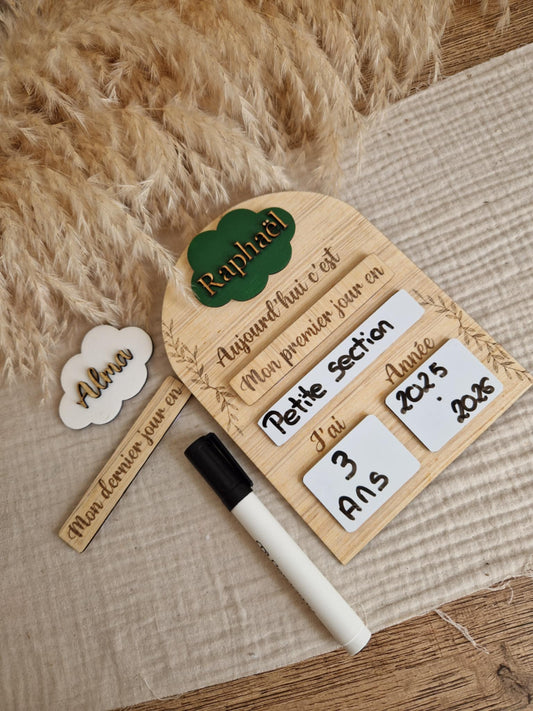 Raphaël
Aujourd'hui c'est
Mon premier jour en
Petite section
J'ai
3
Ans
Année
2025
.
2026
Alma
Mon dernier jour en